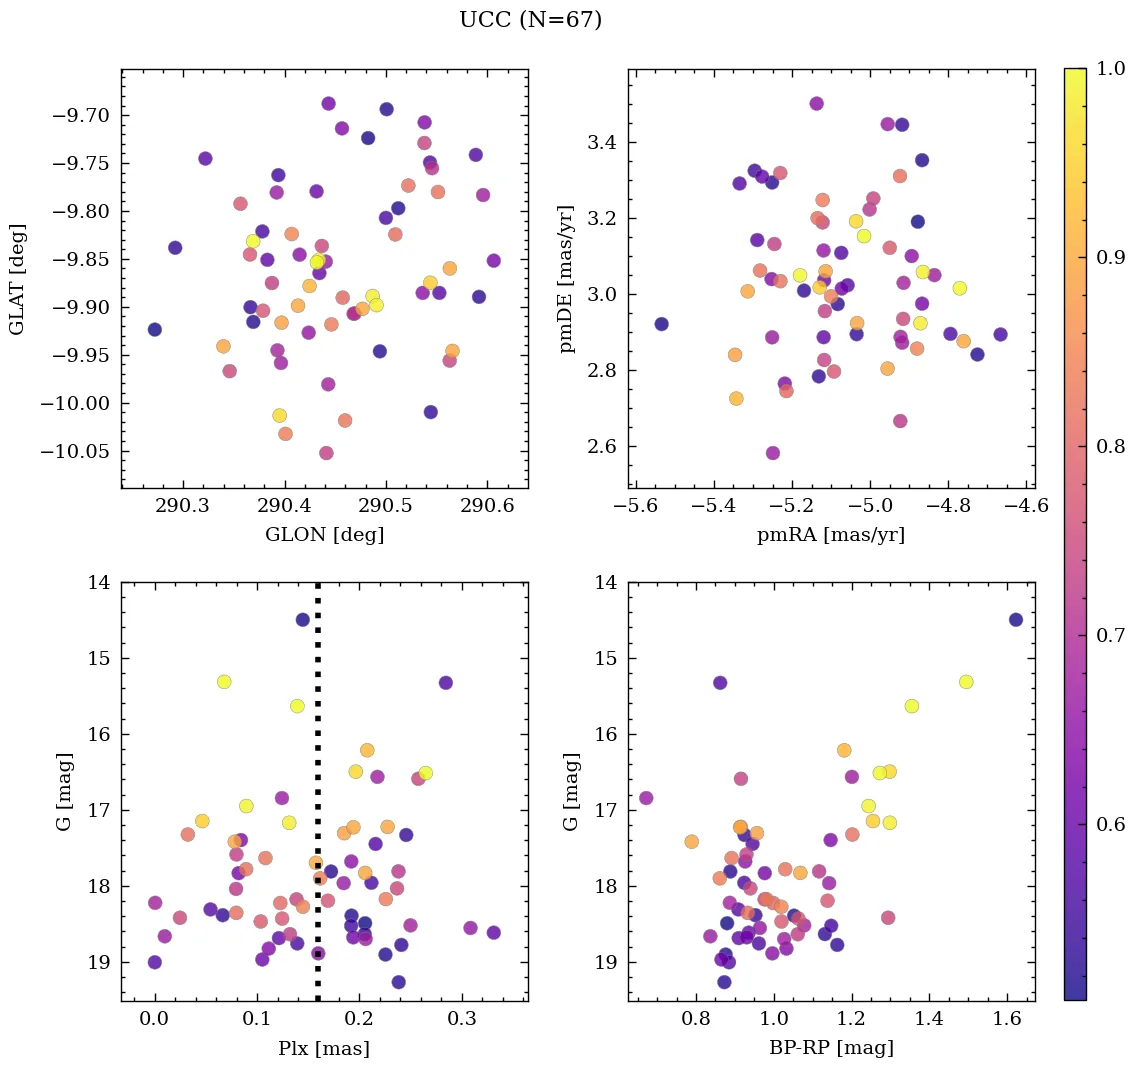 UCC (N=67)
−9.70
−9.75
−9.80
−9.85
−9.90
−9.95
−10.00
−10.05
GLAT [deg]
290.3 290.4 290.5 290.6
GLON [deg]
3.4
3.2
3.0
2.8
2.6
pmDE [mas/yr]
−5.6 −5.4 −5.2 −5.0 −4.8 −4.6
pmRA [mas/yr]
1.0
0.9
0.8
0.7
0.6
14
15
16
17
18
19
G [mag]
0.0 0.1 0.2 0.3
Plx [mas]
14
15
16
17
18
19
G [mag]
0.8 1.0 1.2 1.4 1.6
BP-RP [mag]